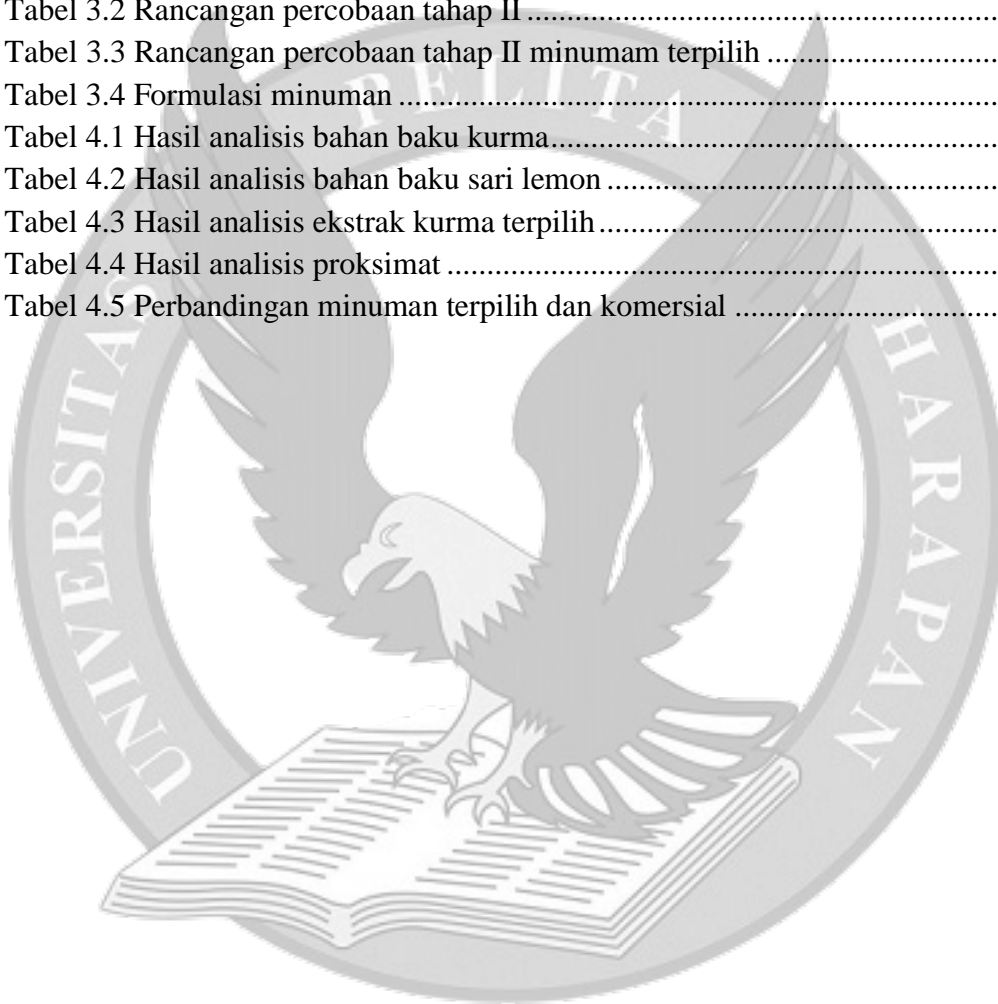 Tabel 3.2 Rancangan percobaan tahap II ........................................................
Tabel 3.3 Rancangan percobaan tahap II minumam terpilih ..........................
Tabel 3.4 Formulasi minuman ........................................................................
Tabel 4.1 Hasil analisis bahan baku kurma.....................................................
Tabel 4.2 Hasil analisis bahan baku sari lemon ..............................................
Tabel 4.3 Hasil analisis ekstrak kurma terpilih...............................................
Tabel 4.4 Hasil analisis proksimat ..................................................................
Tabel 4.5 Perbandingan minuman terpilih dan komersial ..............................
UNIVERSITAS PELITA HARAPAN